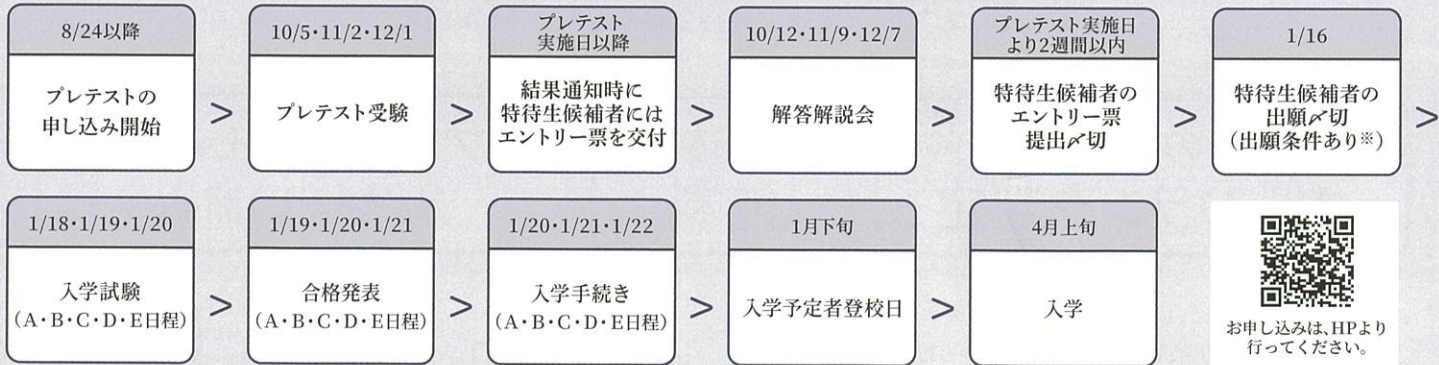 8/24以降
プレテストの
申し込み開始
>
10/5・11/2・12/1
プレテスト受験
>
プレテスト
実施日以降
結果通知時に
特待生候補者には
エントリー票を交付
>
10/12・11/9・12/7
解答解説会
>
プレテスト実施日
より2週間以内
特待生候補者の
エントリー票
提出〆切
>
1/16
特待生候補者の
出願〆切
(出願条件あり※)
>
1/18・1/19・1/20
入学試験
(A・B・C・D・E日程)
>
1/19・1/20・1/21
合格発表
(A・B・C・D・E日程)
>
1/20・1/21・1/22
入学手続き
(A・B・C・D・E日程)
>
1月下旬
入学予定者登校日
>
4月上旬
入学
お申し込みは、HPより
行ってください。